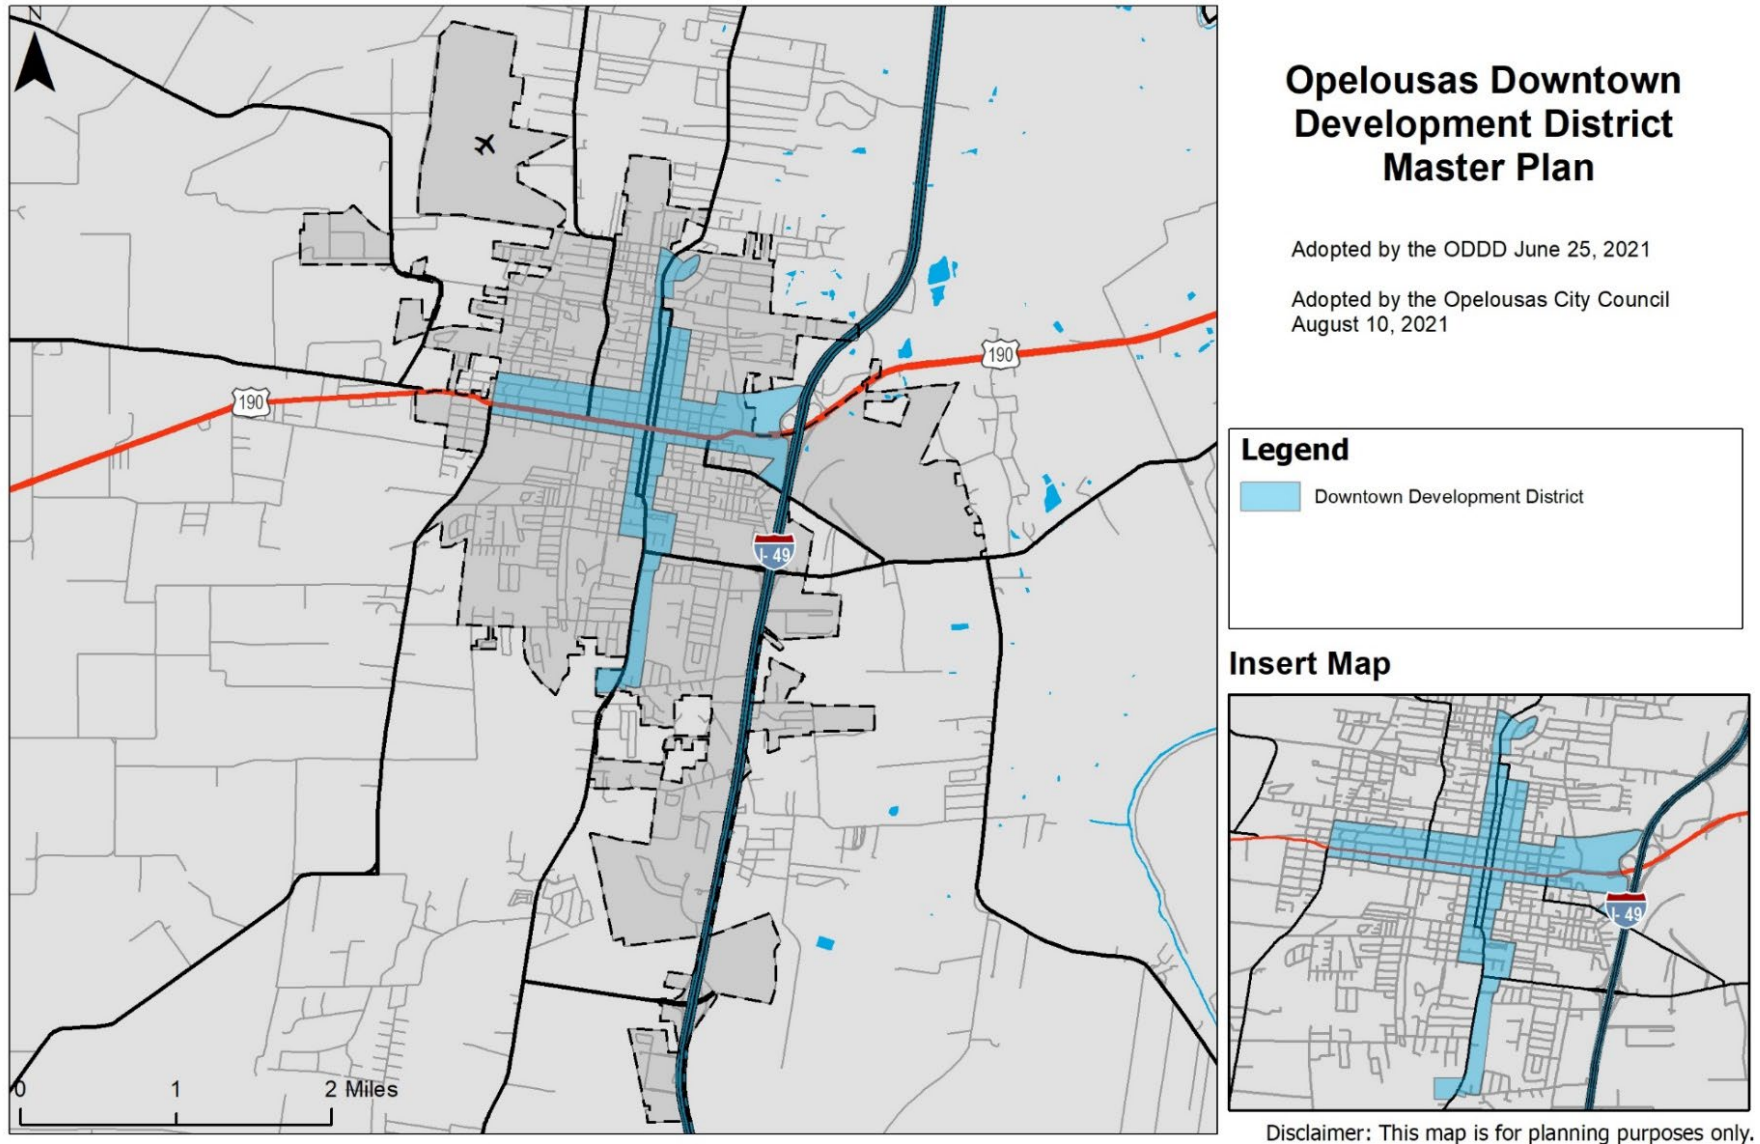 Opelousas Downtown
Development District
Master Plan
Adopted by the ODDD June 25, 2021
Adopted by the Opelousas City Council
August 10, 2021
N
190
190
I- 49
0 1 2 Miles
Legend
Downtown Development District
Insert Map
I- 49
Disclaimer: This map is for planning purposes only.